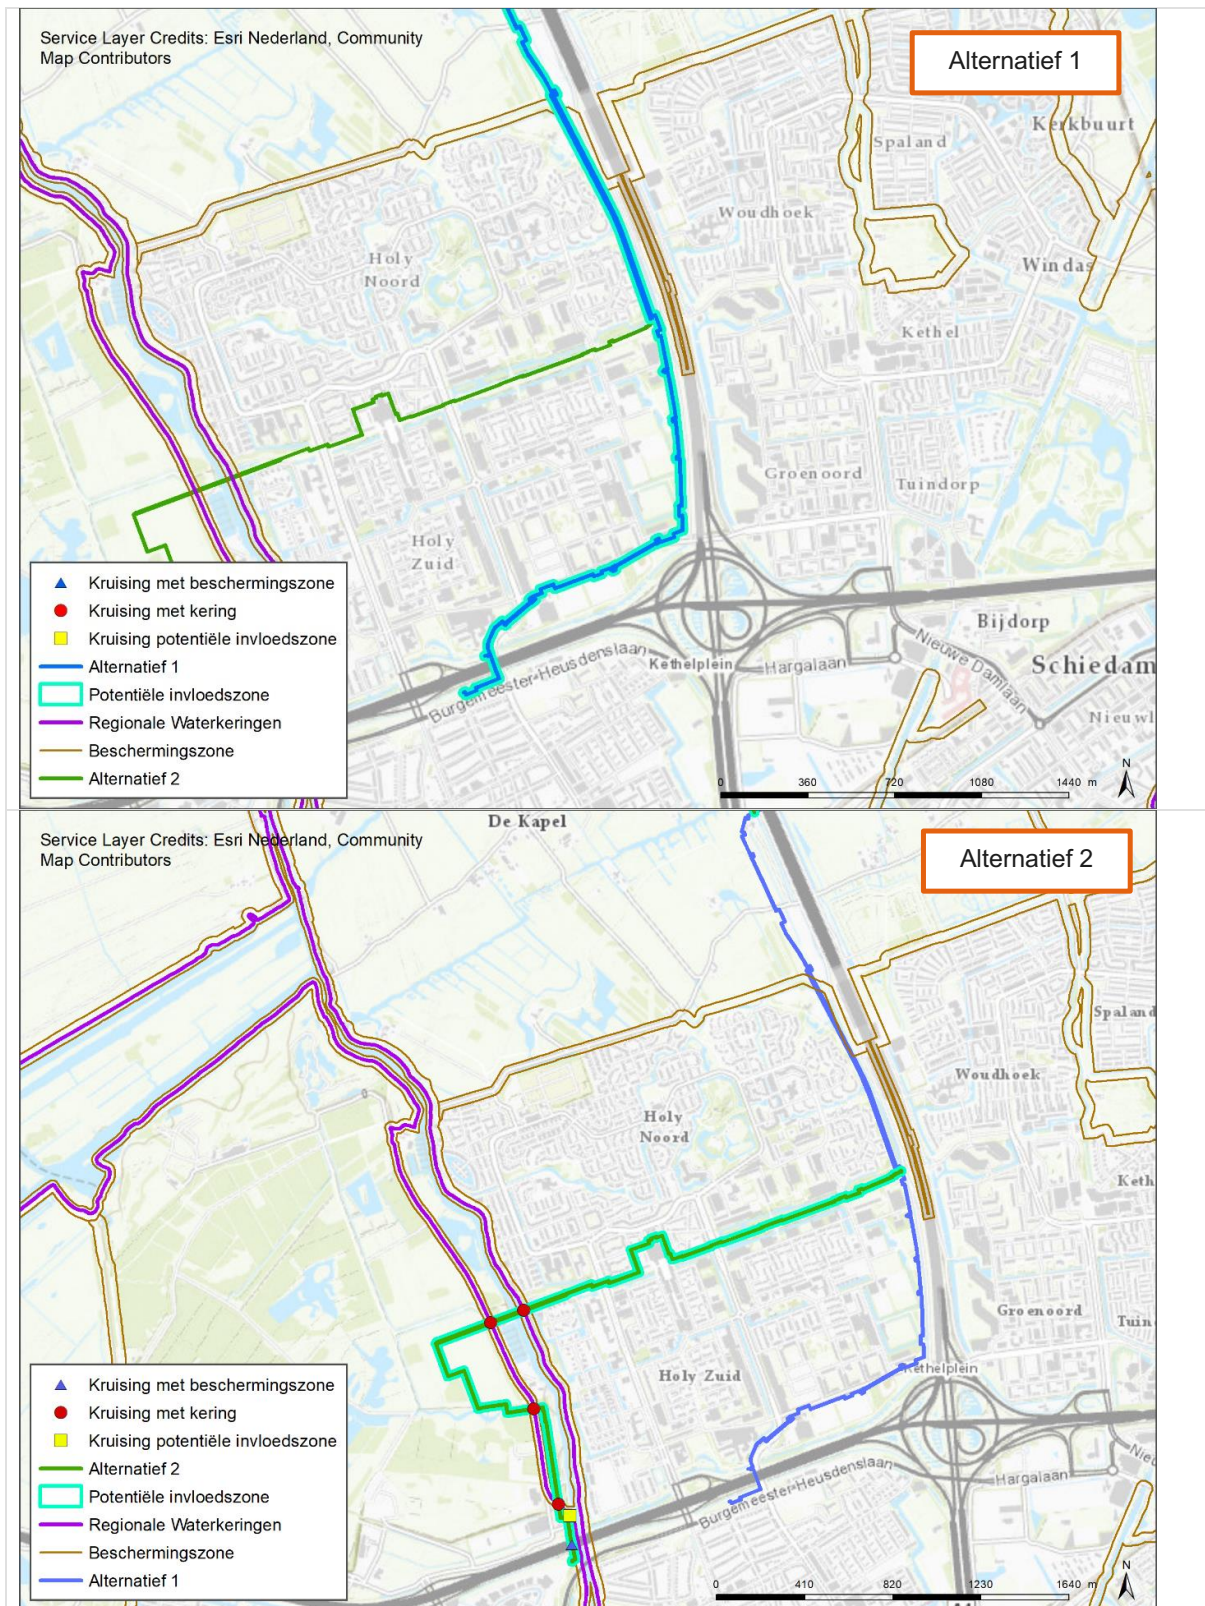 Service Layer Credits: Esri Nederland, Community
Map Contributors
Alternatief 1
Kerkbuurt
Spaland
Woudhoek
Holy
Noord
Windas
Kethel
Groenoord
Tuindorp
Holy
Zuid
Bijdorp
Schiedam
Nieuwe Damlaan
Kethelplein
Hargalaan
Burgemeester-Heusdenslaan
Nieuwl
Kruising met beschermingszone
Kruising met kering
Kruising potentiële invloedszone
Alternatief 1
Potentiële invloedszone
Regionale Waterkeringen
Beschermingszone
Alternatief 2
N
0 360 720 1080 1440 m
De Kapel
Service Layer Credits: Esri Nederland, Community
Map Contributors
Alternatief 2
Spaland
Woudhoek
Holy
Noord
Keth
Groenoord
Tuin
Holy Zuid
Kethelplein
Hargalaan
Nieu
Burgemeester-Heusdenslaan
Kruising met beschermingszone
Kruising met kering
Kruising potentiële invloedszone
Alternatief 2
Potentiële invloedszone
Regionale Waterkeringen
Beschermingszone
Alternatief 1
N
0 410 820 1230 1640 m